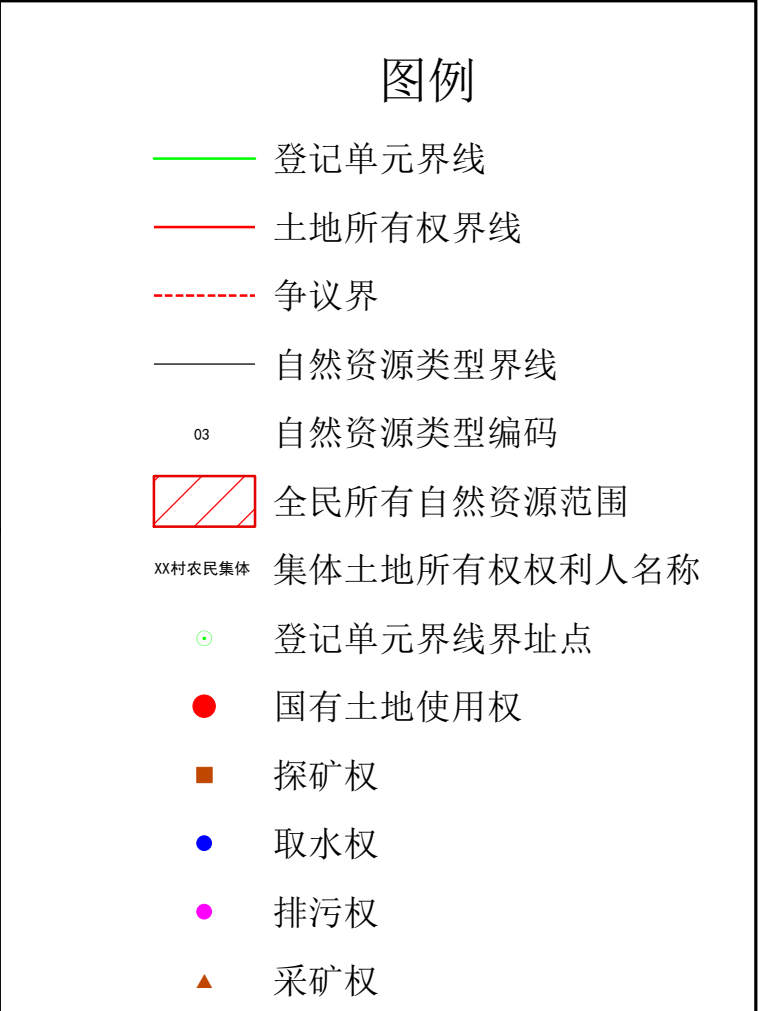 图例
登记单元界线
土地所有权界线
争议界
自然资源类型界线
03 自然资源类型编码
全民所有自然资源范围
XX村农民集体 集体土地所有权权利人名称
登记单元界线界址点
国有土地使用权
探矿权
取水权
排污权
采矿权